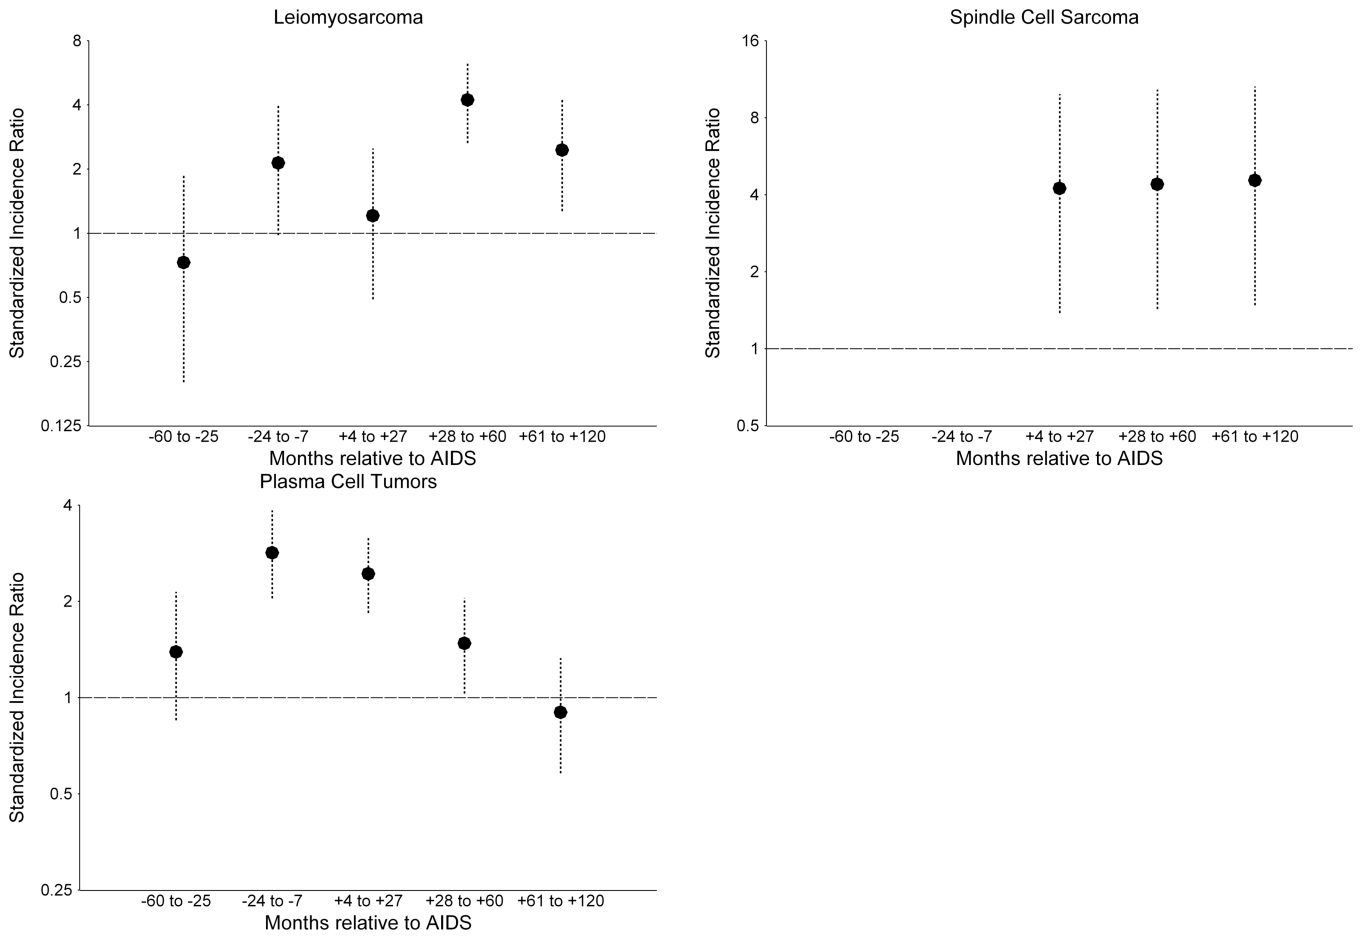 Leiomyosarcoma
Standardized Incidence Ratio
8
4
2
1
0.5
0.25
0.125
-60 to -25 -24 to -7 +4 to +27 +28 to +60 +61 to +120
Months relative to AIDS
Spindle Cell Sarcoma
Standardized Incidence Ratio
16
8
4
2
1
0.5
-60 to -25 -24 to -7 +4 to +27 +28 to +60 +61 to +120
Months relative to AIDS
Plasma Cell Tumors
Standardized Incidence Ratio
4
2
1
0.5
0.25
-60 to -25 -24 to -7 +4 to +27 +28 to +60 +61 to +120
Months relative to AIDS